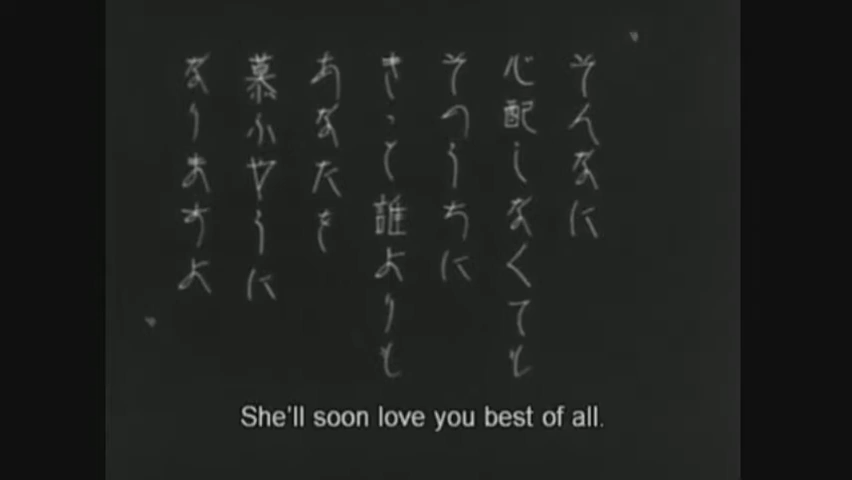 そんなに
心配しなくても
そのうちに
きっと誰よりも
あなたを
慕ふやうに
なりますよ
She'll soon love you best of all.